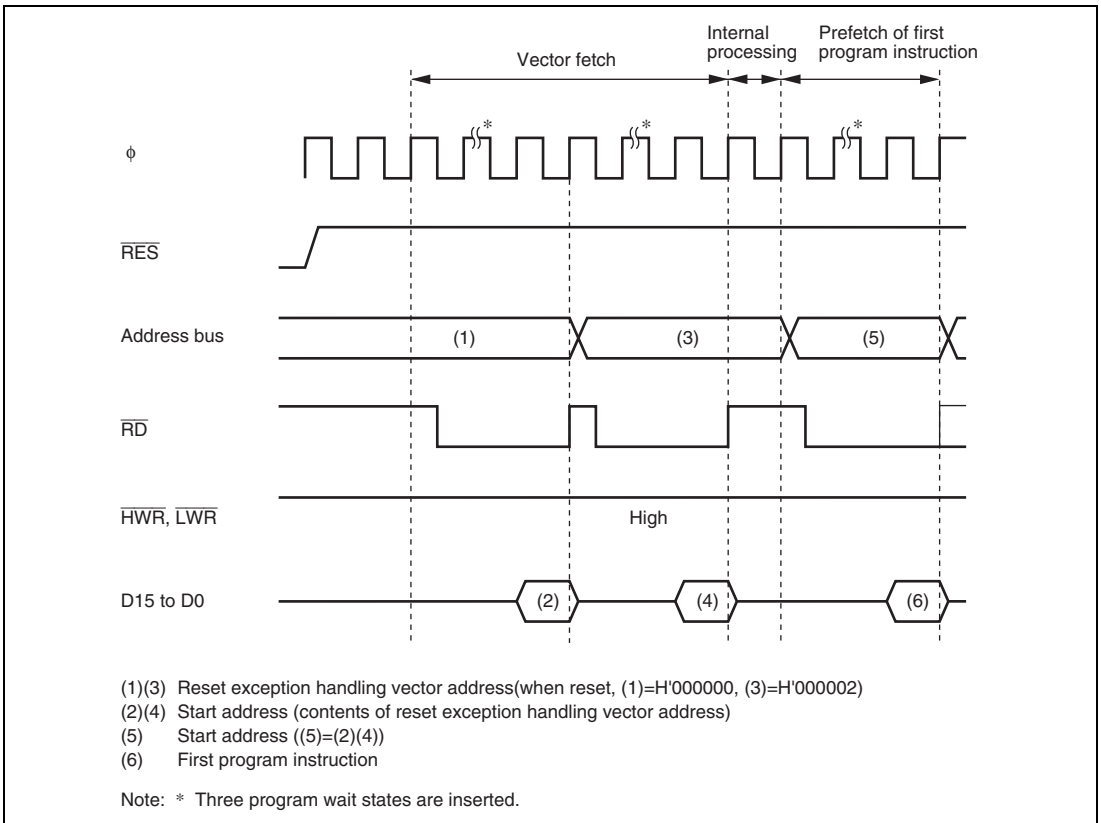 Internal
processing
Prefetch of first
program instruction
Vector fetch
*
*
*
ϕ
RES
Address bus
(1)
(3)
(5)
RD
HWR, LWR
High
D15 to D0
(2)
(4)
(6)
(1)(3) Reset exception handling vector address(when reset, (1)=H'000000, (3)=H'000002)
(2)(4) Start address (contents of reset exception handling vector address)
(5) Start address ((5)=(2)(4))
(6) First program instruction
Note: * Three program wait states are inserted.